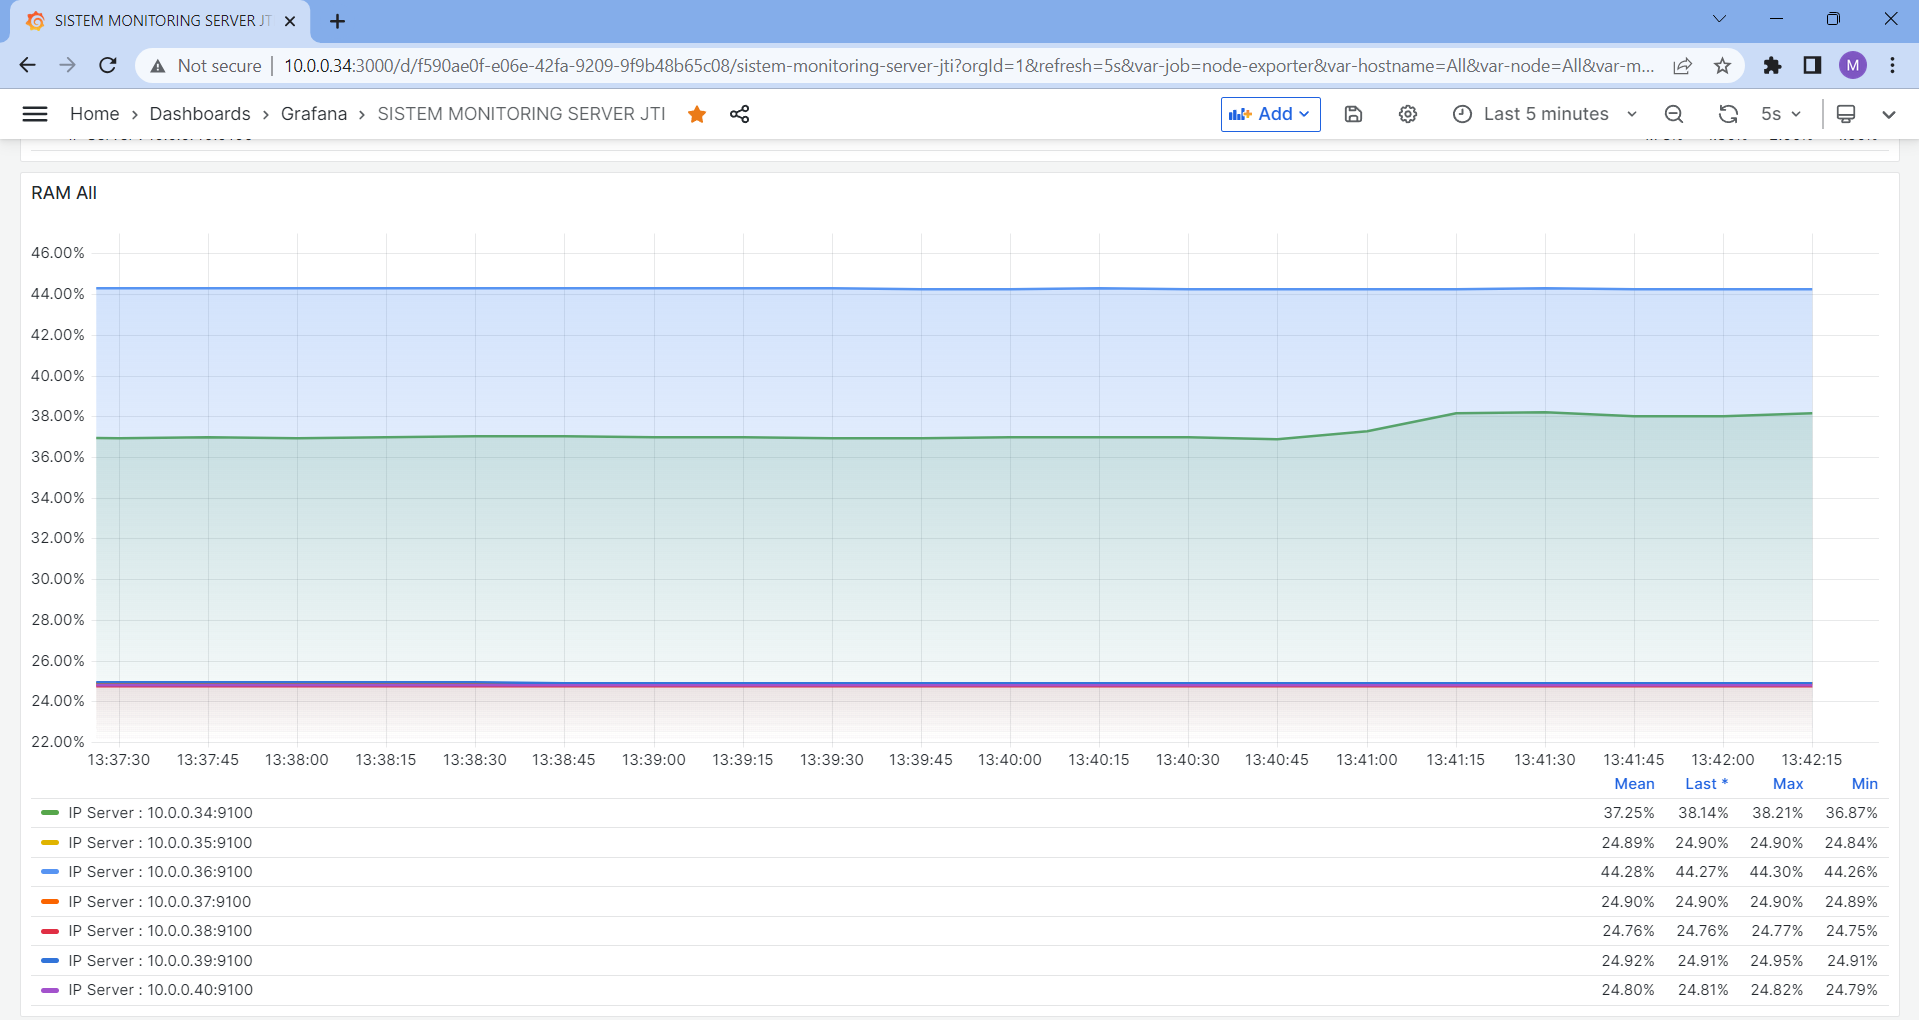 SISTEM MONITORING SERVER JT
Not secure 10.0.0.34:3000/d/f590ae0f-e06e-42fa-9209-9f9b48b65c08/sistem-monitoring-server-jti?orgId=1&refresh=5s&var-job=node-exporter&var-hostname=All&var-node=All&var-m... M
Home > Dashboards > Grafana > SISTEM MONITORING SERVER JTI Add Last 5 minutes 5s
RAM All
46.00%
44.00%
42.00%
40.00%
38.00%
36.00%
34.00%
32.00%
30.00%
28.00%
26.00%
24.00%
22.00%
13:37:30 13:37:45 13:38:00 13:38:15 13:38:30 13:38:45 13:39:00 13:39:15 13:39:30 13:39:45 13:40:00 13:40:15 13:40:30 13:40:45 13:41:00 13:41:15 13:41:30 13:41:45 13:42:00 13:42:15
Mean Last * Max Min
IP Server : 10.0.0.34:9100 37.25% 38.14% 38.21% 36.87%
IP Server : 10.0.0.35:9100 24.89% 24.90% 24.90% 24.84%
IP Server : 10.0.0.36:9100 44.28% 44.27% 44.30% 44.26%
IP Server : 10.0.0.37:9100 24.90% 24.90% 24.90% 24.89%
IP Server : 10.0.0.38:9100 24.76% 24.76% 24.77% 24.75%
IP Server : 10.0.0.39:9100 24.92% 24.91% 24.95% 24.91%
IP Server : 10.0.0.40:9100 24.80% 24.81% 24.82% 24.79%